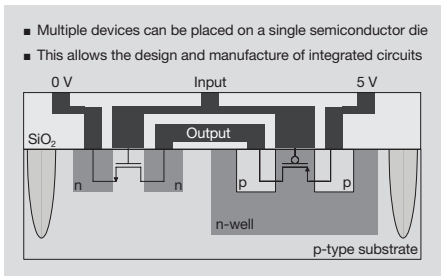 Multiple devices can be placed on a single semiconductor die
This allows the design and manufacture of integrated circuits
0 V Input 5 V
Output
SiO₂
n n p p
n-well
p-type substrate